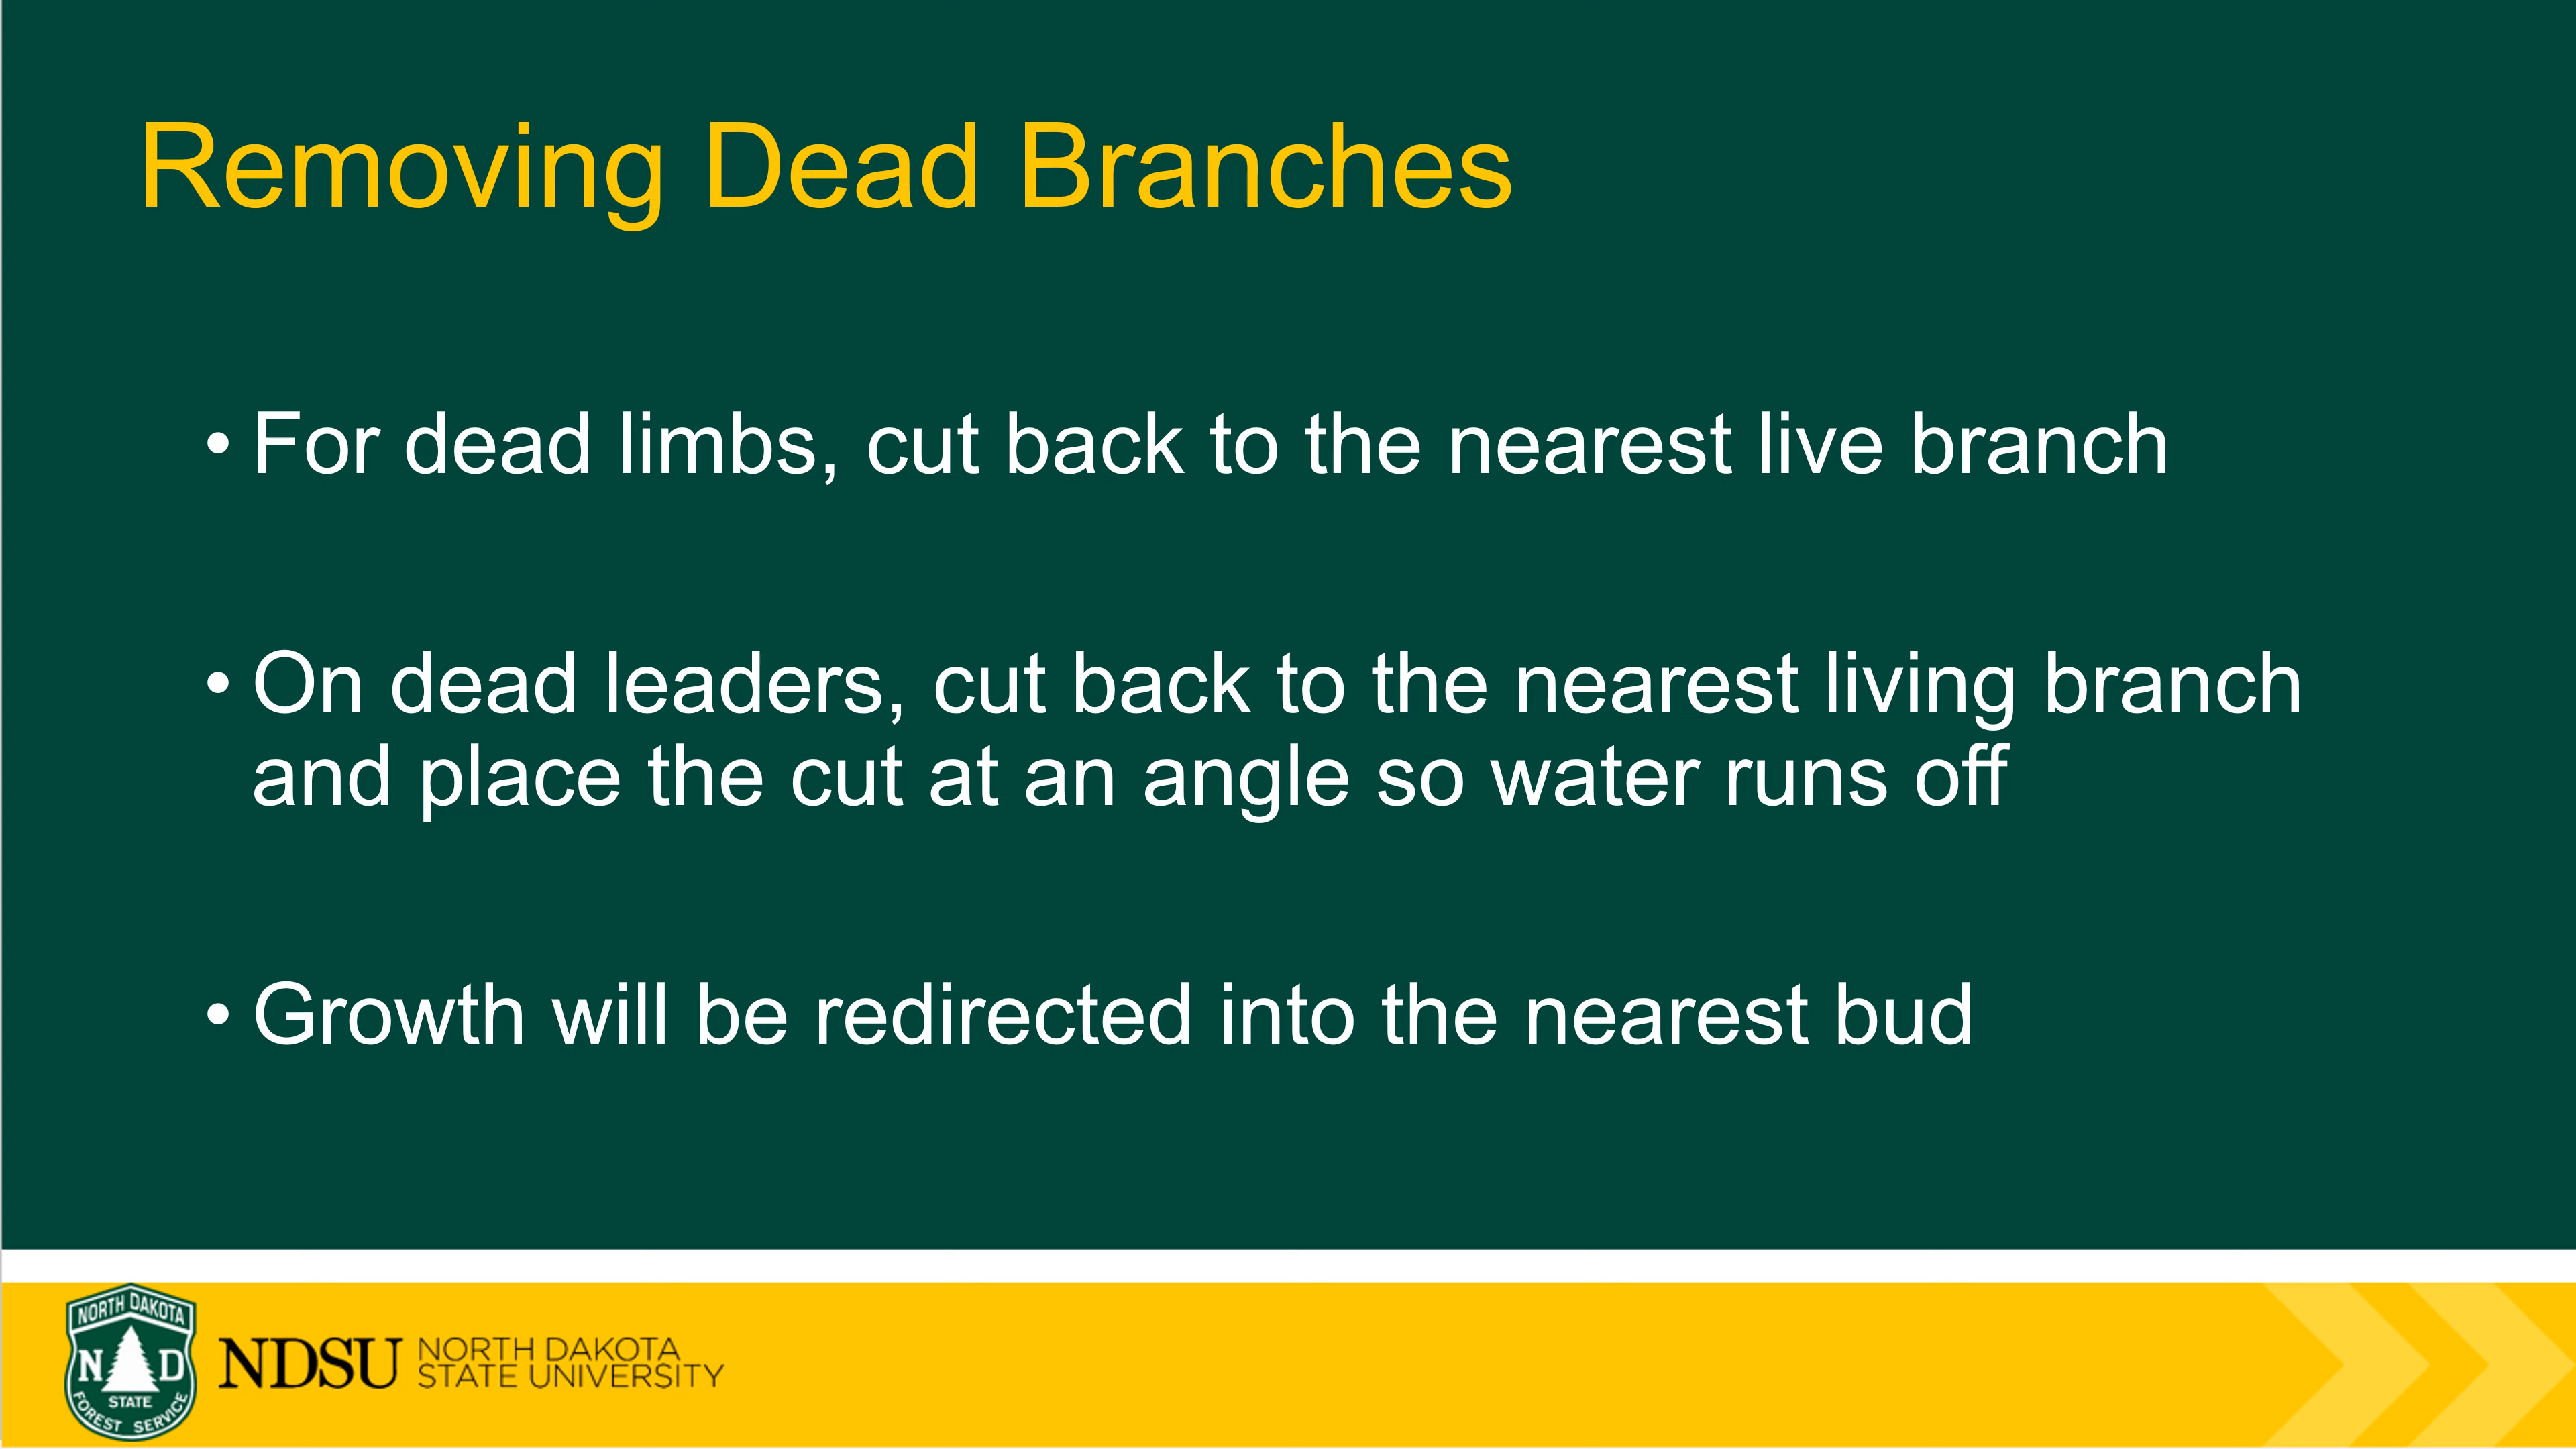 Removing Dead Branches
• For dead limbs, cut back to the nearest live branch
• On dead leaders, cut back to the nearest living branch
and place the cut at an angle so water runs off
• Growth will be redirected into the nearest bud
NORTH DAKOTA
N D
STATE
FOREST SERVICE
NDSU NORTH DAKOTA
STATE UNIVERSITY